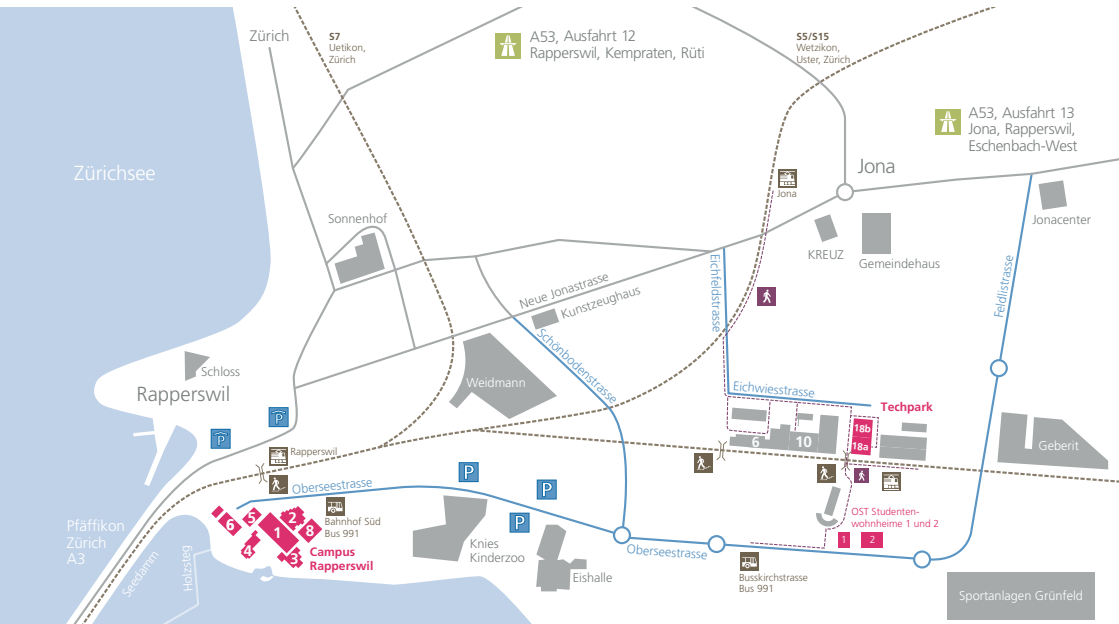 Zürich
S7
Uetikon,
Zürich
A53, Ausfahrt 12
Rapperswil, Kempraten, Rüti
S5/S15
Wetzikon,
Uster, Zürich
A53, Ausfahrt 13
Jona, Rapperswil,
Eschenbach-West
Zürichsee
Jona
Jona
Sonnenhof
Jonacenter
KREUZ
Gemeindehaus
Eichfeldstrasse
Feldlistrasse
Neue Jonastrasse
Kunstzeughaus
Schönbodenstrasse
Schloss
Rapperswil
Weidmann
Eichwiesstrasse
Techpark
P
P
6
10
18b
18a
Geberit
Rapperswil
P
P
P
Oberseestrasse
Bahnhof Süd
Bus 991
6
5
1
2
8
4
3
Campus
Rapperswil
Knies
Kinderzoo
Eishalle
Oberseestrasse
OST Studenten-
wohnheime 1 und 2
1
2
Busskirchstrasse
Bus 991
Sportanlagen Grünfeld
Pfäffikon
Zürich
A3
Seedamm
Holzsteg